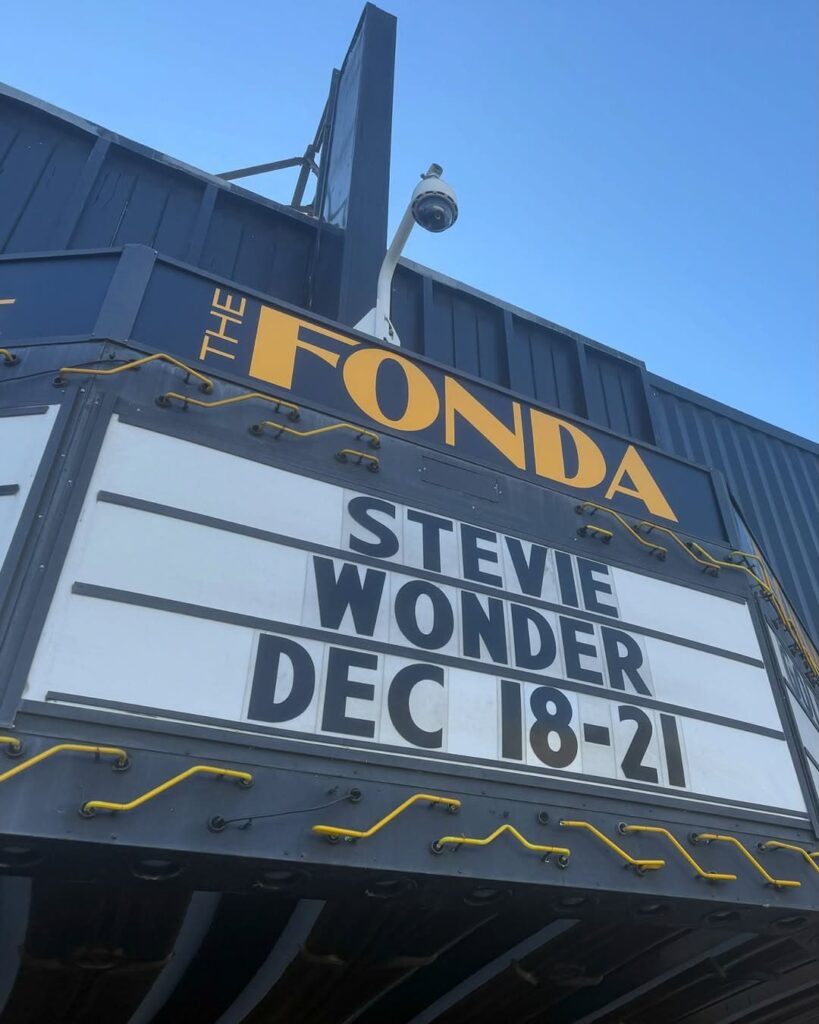 THE FONDA
STEVIE
WONDER
DEC 18-21